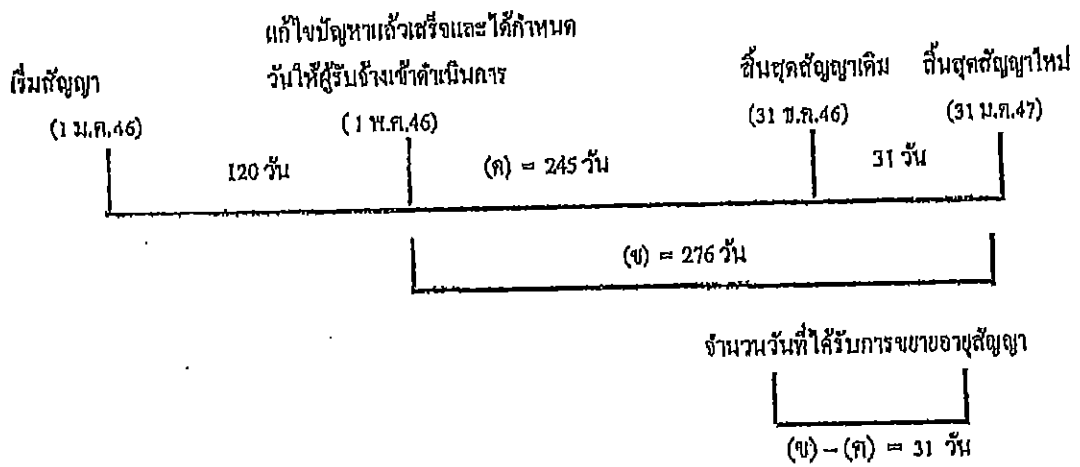 แก้ไขปัญหาแล้วเสร็จและได้กำหนด
วันให้ผู้รับจ้างเข้าดำเนินการ
เริ่มสัญญา
สิ้นสุดสัญญาเดิม
สิ้นสุดสัญญาใหม่
(1 ม.ค.46)
(1 พ.ค.46)
(31 ธ.ค.46)
(31 ม.ค.47)
120 วัน
(ค) = 245 วัน
31 วัน
(ข) = 276 วัน
จำนวนวันที่ได้รับการขยายอายุสัญญา
(ข) – (ค) = 31 วัน